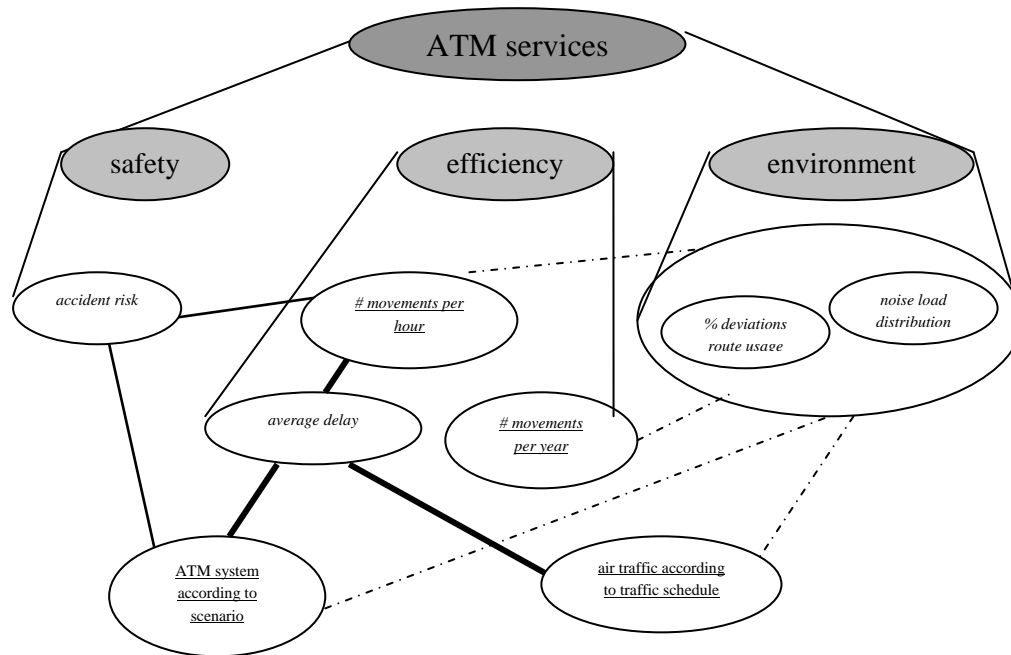 ATM services
safety
efficiency
environment
accident risk
# movements per
hour
% deviations
route usage
noise load
distribution
average delay
# movements
per year
ATM system
according to
scenario
air traffic according
to traffic schedule